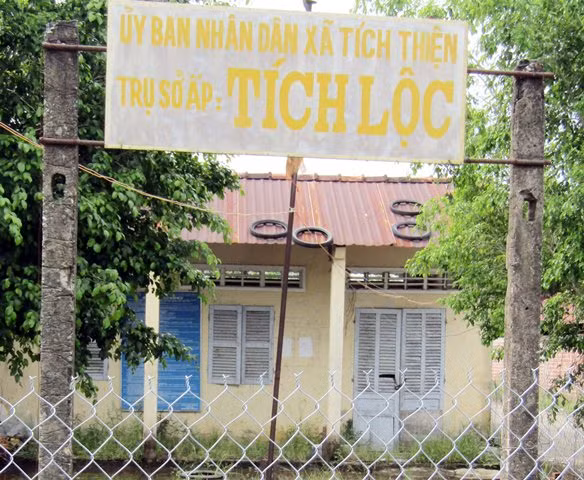 ỦY BAN NHÂN DÂN XÃ TÍCH THIỆN
TRỤ SỞ ẤP: TÍCH LỘC